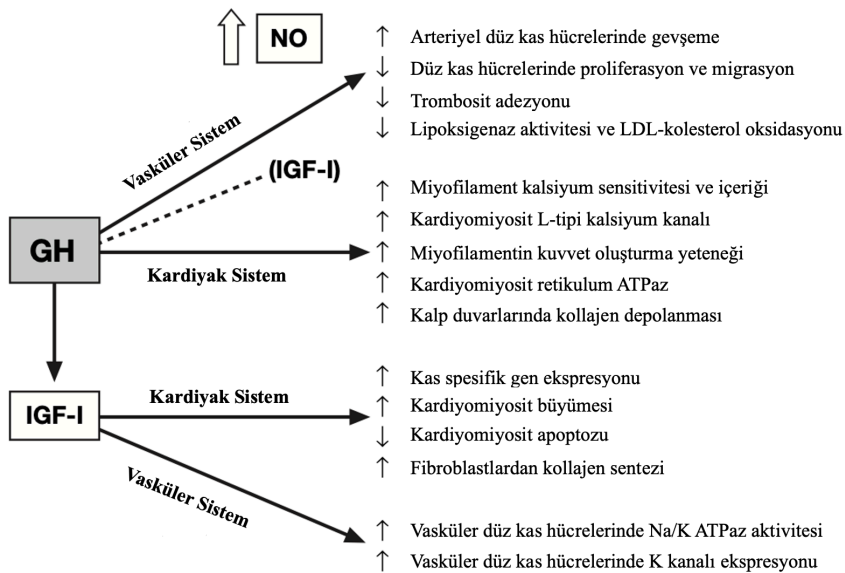 NO
↑ Arteriyel düz kas hücrelerinde gevşeme
↓ Düz kas hücrelerinde proliferasyon ve migrasyon
↓ Trombosit adezyonu
↓ Lipoksigenaz aktivitesi ve LDL-kolesterol oksidasyonu
Vasküler Sistem
(IGF-I)
GH
Kardiyak Sistem
↑ Miyofilament kalsiyum sensitivitesi ve içeriği
↑ Kardiyomiyosit L-tipi kalsiyum kanalı
↑ Miyofilamentin kuvvet oluşturma yeteneği
↑ Kardiyomiyosit retikulum ATPaz
↑ Kalp duvarlarında kollajen depolanması
IGF-I
Kardiyak Sistem
↑ Kas spesifik gen ekspresyonu
↑ Kardiyomiyosit büyümesi
↓ Kardiyomiyosit apoptozu
↑ Fibroblastlardan kollajen sentezi
Vasküler Sistem
↑ Vasküler düz kas hücrelerinde Na/K ATPaz aktivitesi
↑ Vasküler düz kas hücrelerinde K kanalı ekspresyonu